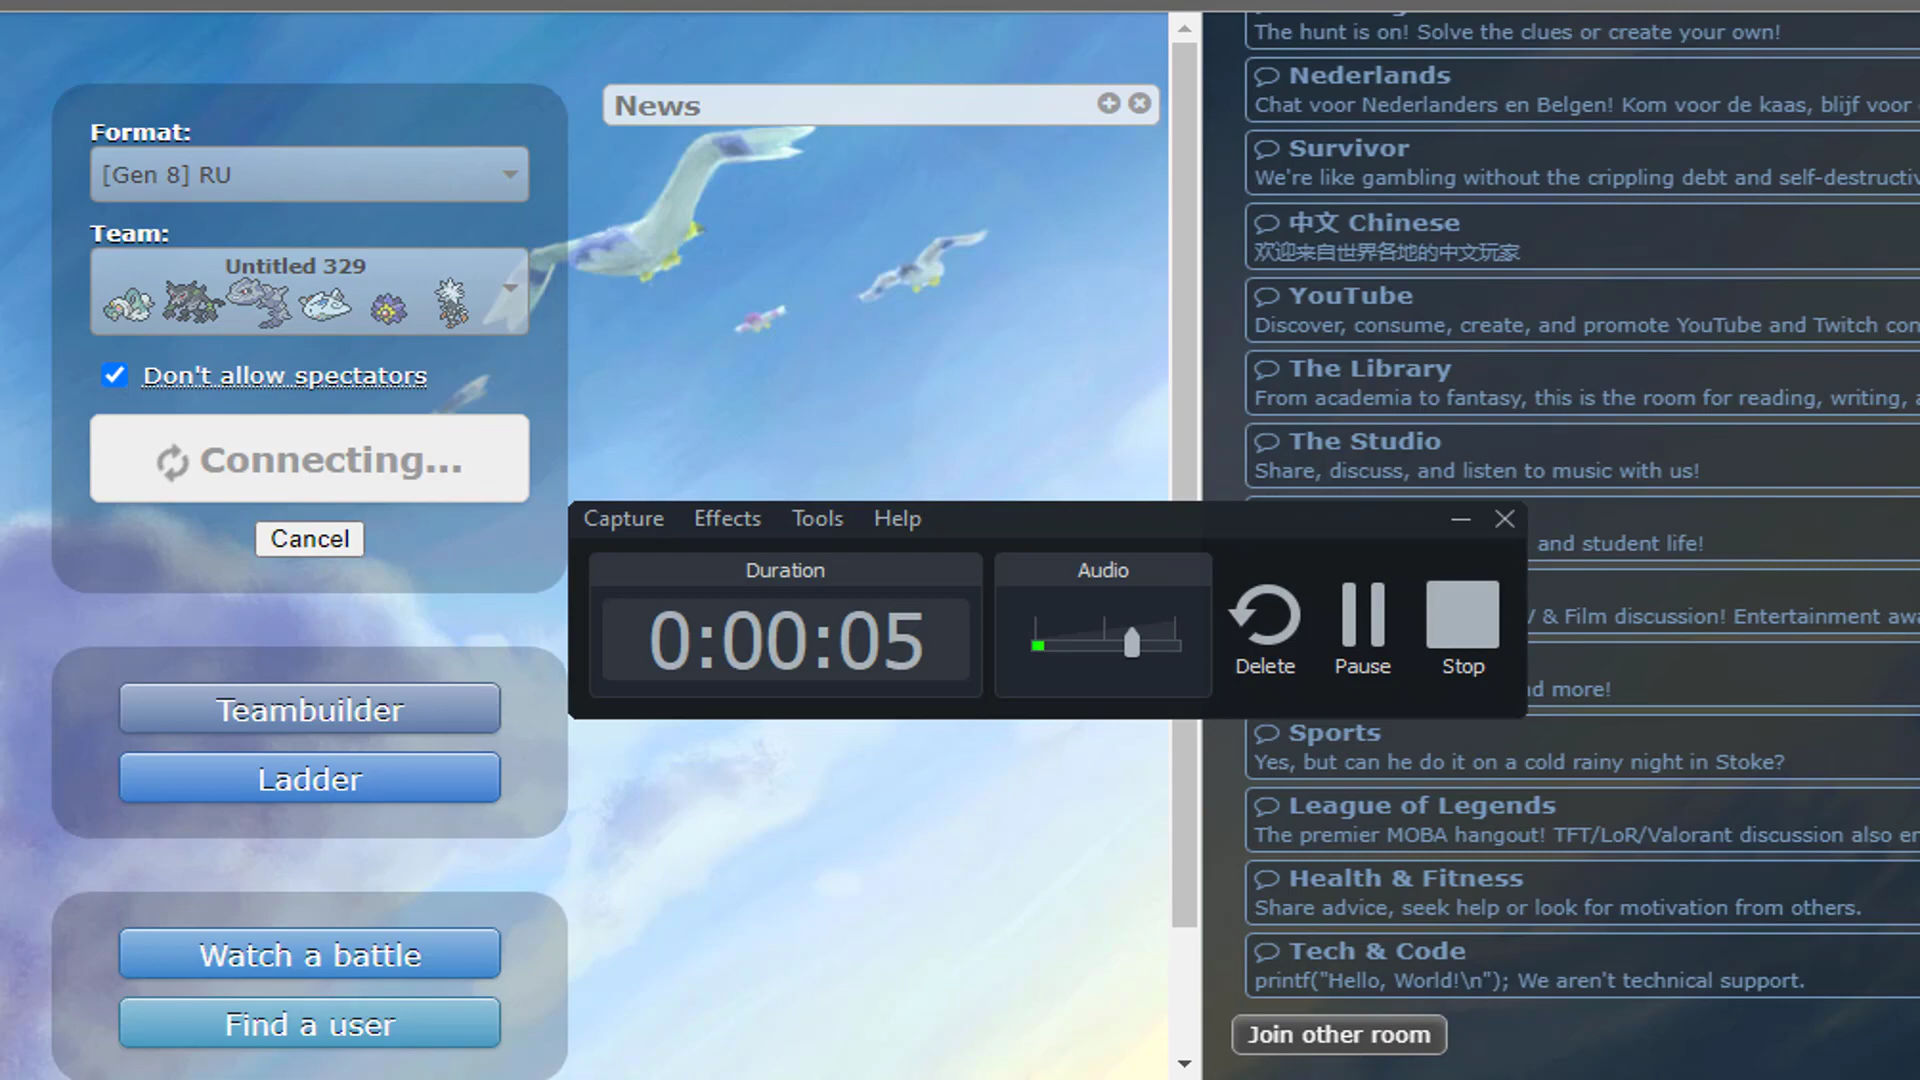 Format:
[Gen 8] RU
Team:
Untitled 329
Don't allow spectators
Connecting...
Cancel
Teambuilder
Ladder
Watch a battle
Find a user
News
Capture Effects Tools Help
Duration
0:00:05
Audio
Delete
Pause
Stop
The hunt is on! Solve the clues or create your own!
Nederlands
Chat voor Nederlanders en Belgen! Kom voor de kaas, blijf voor
Survivor
We're like gambling without the crippling debt and self-destructiv
中文 Chinese
欢迎来自世界各地的中文玩家
YouTube
Discover, consume, create, and promote YouTube and Twitch con
The Library
From academia to fantasy, this is the room for reading, writing, a
The Studio
Share, discuss, and listen to music with us!
and student life!
& Film discussion! Entertainment awa
d more!
Sports
Yes, but can he do it on a cold rainy night in Stoke?
League of Legends
The premier MOBA hangout! TFT/LoR/Valorant discussion also en
Health & Fitness
Share advice, seek help or look for motivation from others.
Tech & Code
printf("Hello, World!\n"); We aren't technical support.
Join other room